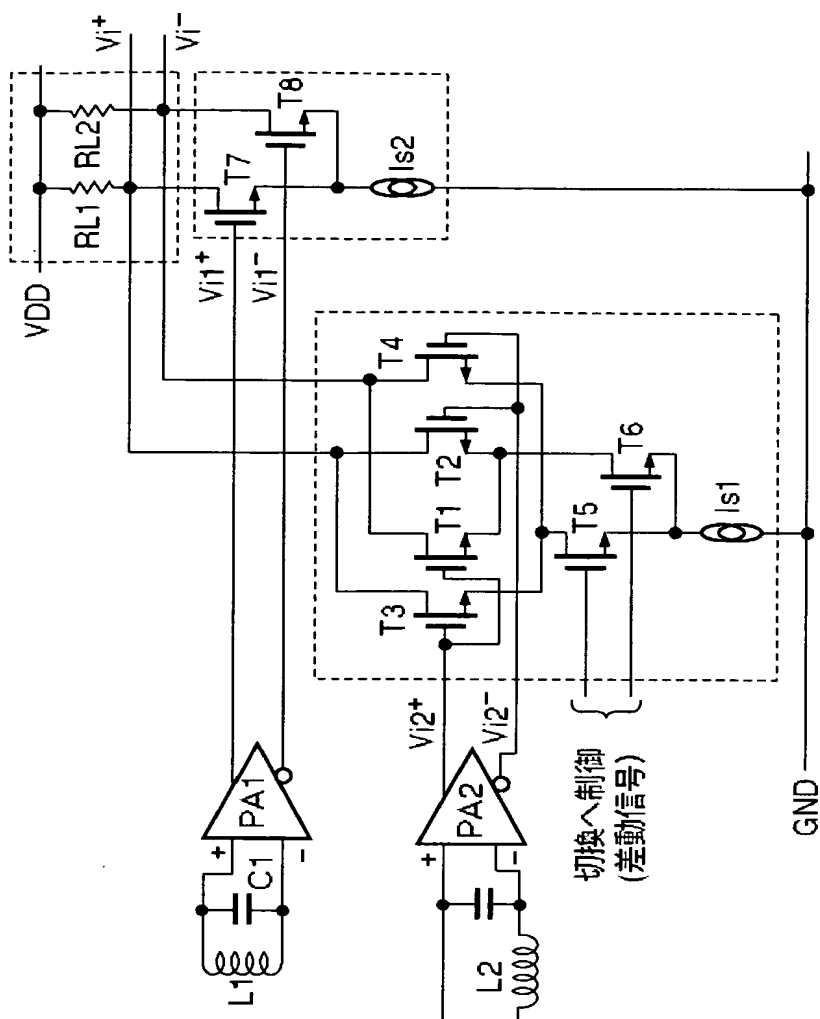 VDD
RL1
RL2
Vi⁺
Vi⁻
T7
T8
Vi1⁺
Vi1⁻
Is2
PA1
+
-
C1
L1
T3
T1
T2
T4
T5
T6
Is1
Vi2⁺
Vi2⁻
PA2
+
-
L2
切換へ制御
(差動信号)
GND